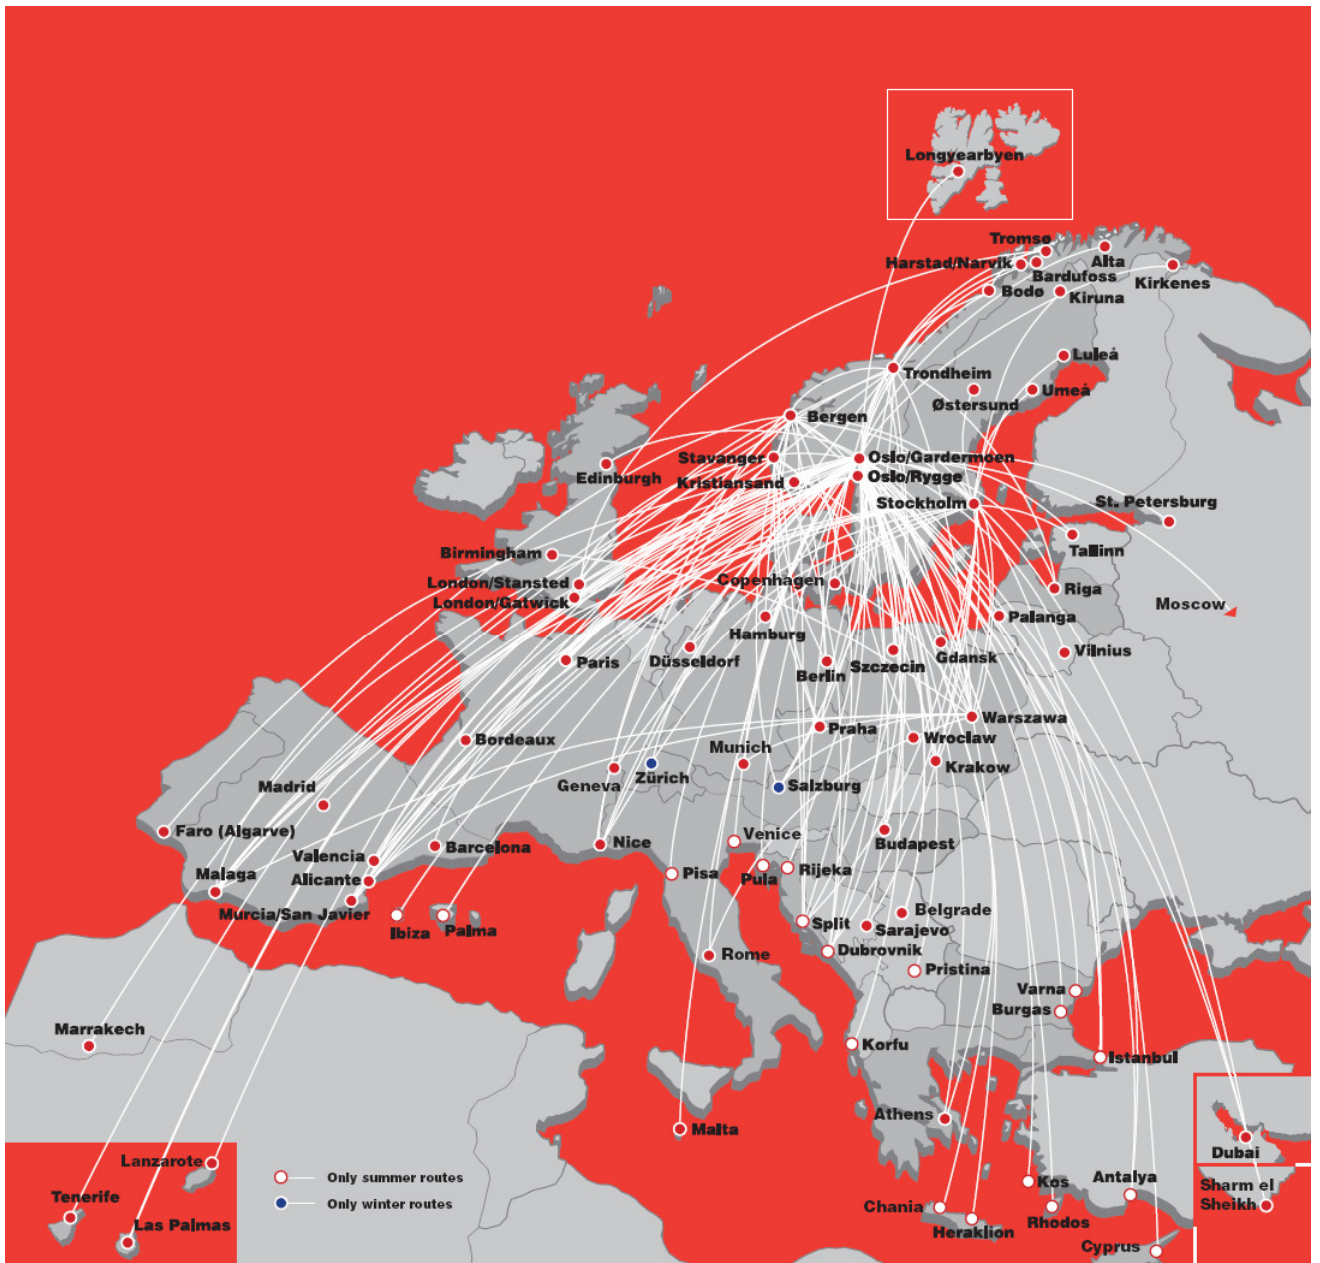 Longyearbyen
Tromsø
Harstad/Narvik
Alta
Bardufoss
Kirkenes
Bodø
Kiruna
Luleå
Trondheim
Østersund
Umeå
Bergen
Stavanger
Oslo/Gardermoen
Edinburgh
Kristiansand
Oslo/Rygge
Stockholm
St. Petersburg
Tallinn
Birmingham
London/Stansted
Copenhagen
Riga
London/Gatwick
Moscow
Palanga
Hamburg
Paris
Düsseldorf
Szczecin
Gdansk
Vilnius
Berlin
Warszawa
Praha
Wroclaw
Bordeaux
Munich
Geneva
Zürich
Krakow
Madrid
Salzburg
Faro (Algarve)
Venice
Budapest
Valencia
Barcelona
Nice
Malaga
Alicante
Pisa
Pula
Rijeka
Murcia/San Javier
Ibiza
Palma
Split
Belgrade
Sarajevo
Rome
Dubrovnik
Pristina
Varna
Burgas
Marrakech
Korfu
Istanbul
Athens
Malta
Dubai
Lanzarote
Only summer routes
Kos
Antalya
Sharm el
Sheikh
Tenerife
Only winter routes
Chania
Rhodos
Las Palmas
Heraklion
Cyprus